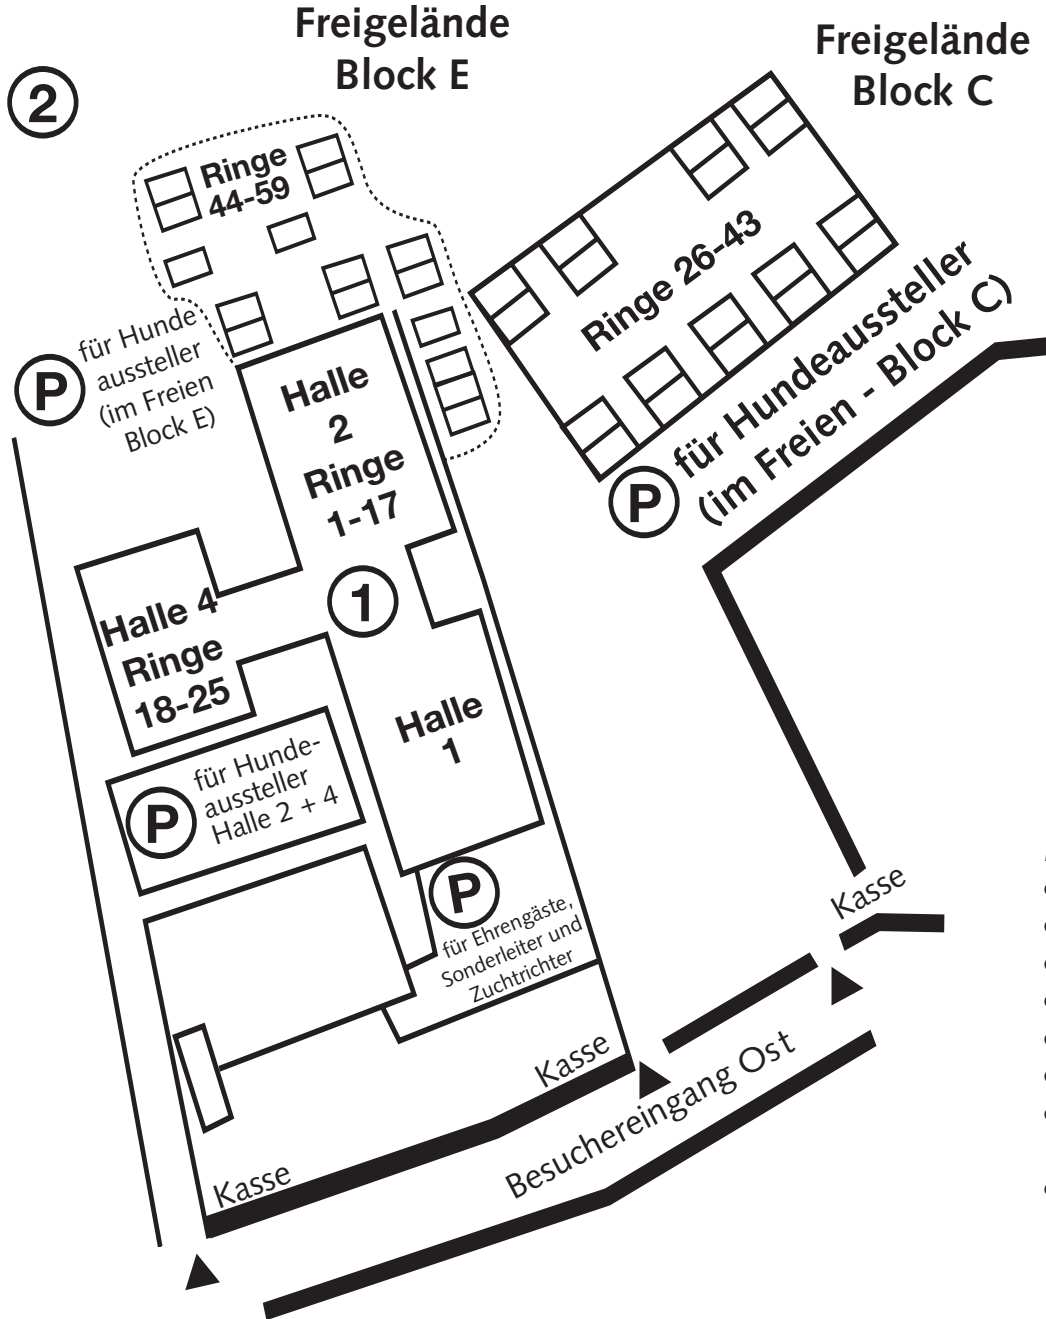 Freigelände
Block E
Freigelände
Block C
2
Ringe
44-59
Ringe 26-43
P
für Hunde
aussteller
(im Freien
Block E)
Halle
2
Ringe
1-17
P
für Hundeaussteller
(im Freien - Block C)
1
Halle 4
Ringe
18-25
Halle
1
P
für Hunde-
aussteller
Halle 2 + 4
P
für Ehrengäste,
Sonderleiter und
Zuchtrichter
Kasse
Kasse
Kasse
Besuchereingang Ost